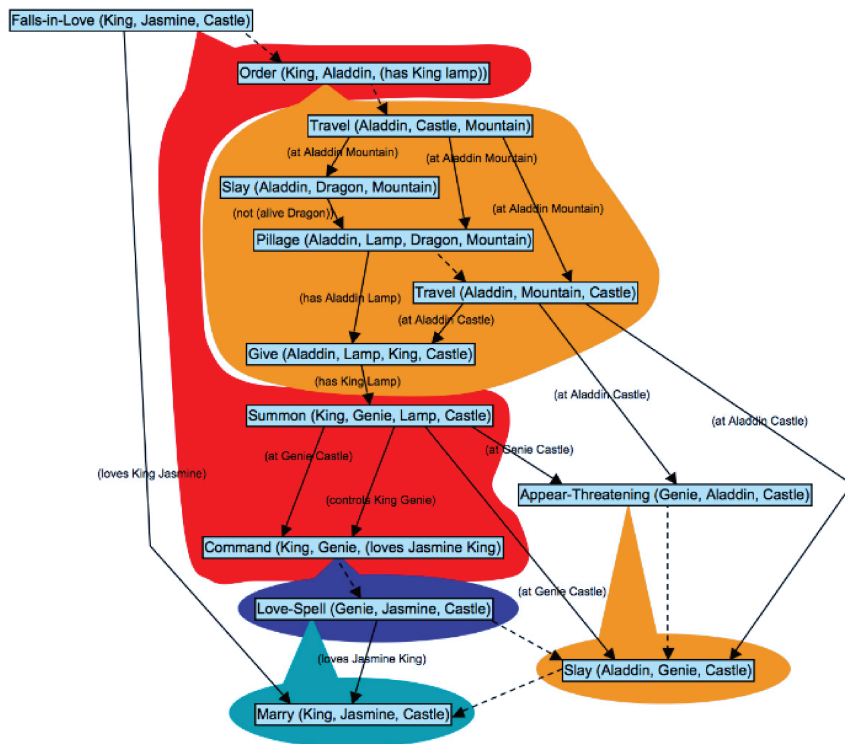 Falls-in-Love (King, Jasmine, Castle)
Order (King, Aladdin, (has King lamp))
Travel (Aladdin, Castle, Mountain)
(at Aladdin Mountain)
(at Aladdin Mountain)
Slay (Aladdin, Dragon, Mountain)
(at Aladdin Mountain)
(not (alive Dragon))
Pillage (Aladdin, Lamp, Dragon, Mountain)
Travel (Aladdin, Mountain, Castle)
(has Aladdin Lamp)
(at Aladdin Castle)
Give (Aladdin, Lamp, King, Castle)
(has King Lamp)
(at Aladdin Castle)
Summon (King, Genie, Lamp, Castle)
(at Aladdin Castle)
(at Genie Castle)
(at Genie Castle)
(loves King Jasmine)
Appear-Threatening (Genie, Aladdin, Castle)
(controls King Genie)
Command (King, Genie, (loves Jasmine King)
(at Genie Castle)
Love-Spell (Genie, Jasmine, Castle)
(loves Jasmine King)
Slay (Aladdin, Genie, Castle)
Marry (King, Jasmine, Castle)